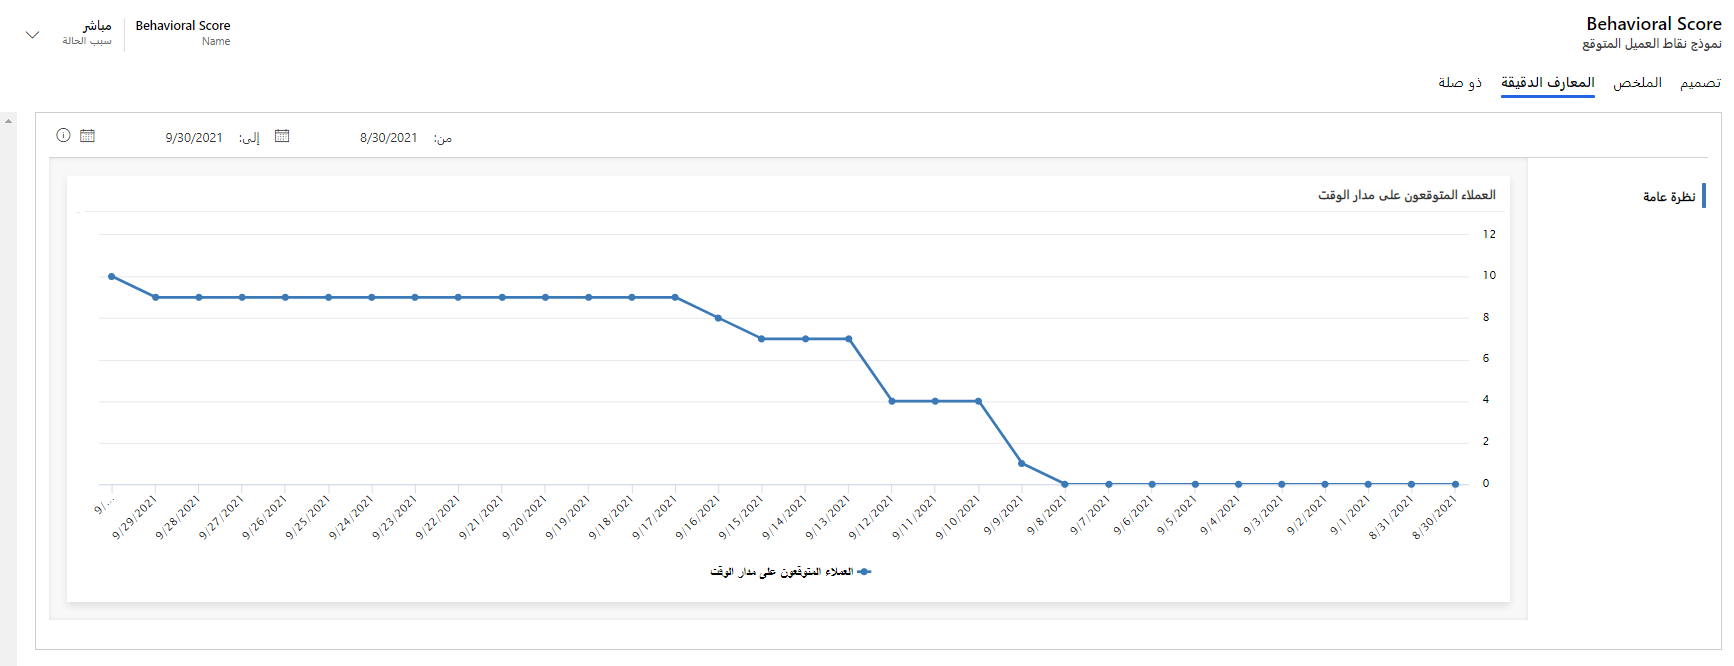 Behavioral Score
نموذج نقاط العميل المتوقع
Behavioral Score
Name
مباشر
سبب الحالة
تصميم
الملخص
المعارف الدقيقة
ذو صلة
من: 8/30/2021
إلى: 9/30/2021
نظرة عامة
العملاء المتوقعون على مدار الوقت
12
10
8
6
4
2
0
8/30/2021
8/31/2021
9/1/2021
9/2/2021
9/3/2021
9/4/2021
9/5/2021
9/6/2021
9/7/2021
9/8/2021
9/9/2021
9/10/2021
9/11/2021
9/12/2021
9/13/2021
9/14/2021
9/15/2021
9/16/2021
9/17/2021
9/18/2021
9/19/2021
9/20/2021
9/21/2021
9/22/2021
9/23/2021
9/24/2021
9/25/2021
9/26/2021
9/27/2021
9/28/2021
9/29/2021
9/...
العملاء المتوقعون على مدار الوقت